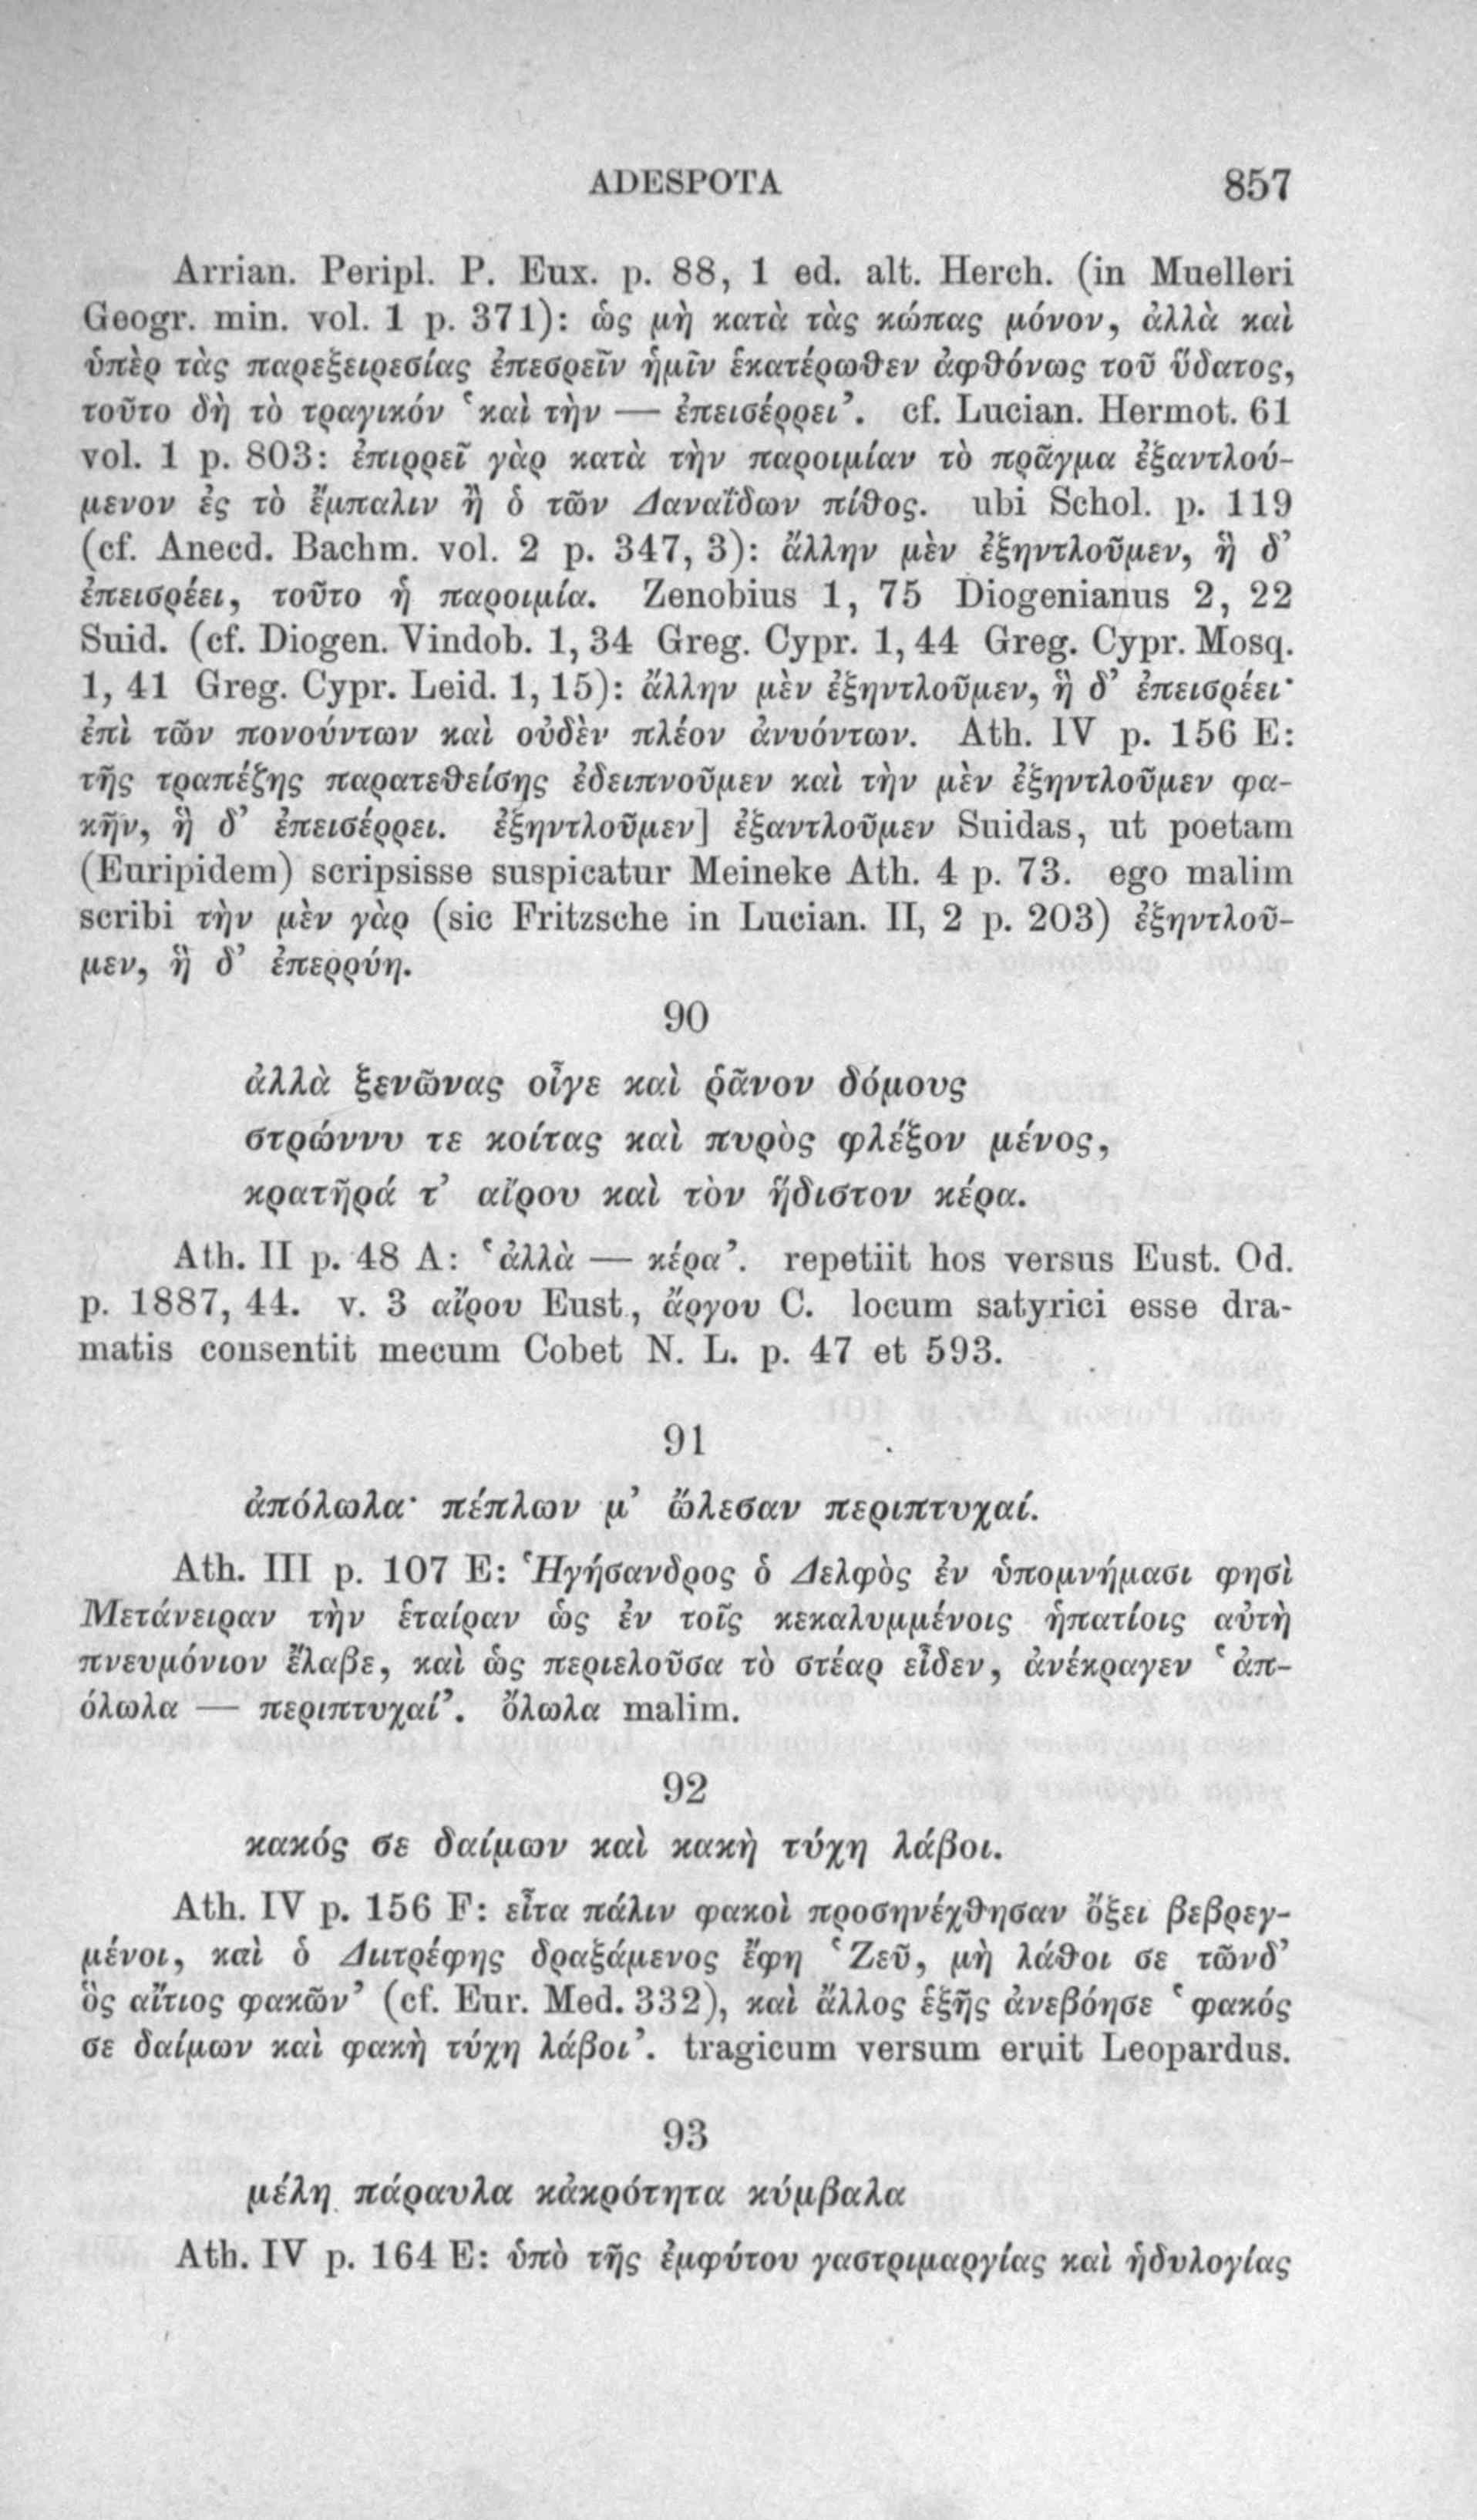 ADESPOTA 857
Arrian. Peripl. P. Eux. p. 88, 1 ed. alt. Herch. (in Muelleri
Geogr. min. vol. 1 p. 371): ὡς μὴ κατὰ τὰς κώπας μόνον, ἀλλὰ καὶ
ὑπὲρ τὰς παρεξειρεσίας ἐπεσρεῖν ἡμῖν ἑκατέρωθεν ἀφθόνως τοῦ ὕδατος,
τοῦτο δὴ τὸ τραγικόν ‘καὶ τὴν — ἐπεισέρρει’. cf. Lucian. Hermot. 61
vol. 1 p. 803: ἐπιρρεῖ γὰρ κατὰ τὴν παροιμίαν τὸ πρᾶγμα ἐξαντλού-
μενον ἐς τὸ ἔμπαλιν ἢ ὁ τῶν Δαναΐδων πίθος. ubi Schol. p. 119
(cf. Anecd. Bachm. vol. 2 p. 347, 3): ἄλλην μὲν ἐξηντλοῦμεν, ἣ δ’
ἐπεισρέει, τοῦτο ἡ παροιμία. Zenobius 1, 75 Diogenianus 2, 22
Suid. (cf. Diogen. Vindob. 1, 34 Greg. Cypr. 1, 44 Greg. Cypr. Mosq.
1, 41 Greg. Cypr. Leid. 1, 15): ἄλλην μὲν ἐξηντλοῦμεν, ἣ δ’ ἐπεισρέει·
ἐπὶ τῶν πονούντων καὶ οὐδὲν πλέον ἀνυόντων. Ath. IV p. 156 E:
τῆς τραπέζης παρατεθείσης ἐδειπνοῦμεν καὶ τὴν μὲν ἐξηντλοῦμεν φα-
κῆν, ἣ δ’ ἐπεισέρρει. ἐξηντλοῦμεν] ἐξαντλοῦμεν Suidas, ut poetam
(Euripidem) scripsisse suspicatur Meineke Ath. 4 p. 73. ego malim
scribi τὴν μὲν γὰρ (sic Fritzsche in Lucian. II, 2 p. 203) ἐξηντλοῦ-
μεν, ἣ δ’ ἐπερρύη.
90
ἀλλὰ ξενῶνας οἶγε καὶ ῥᾶνον δόμους
στρώννυ τε κοίτας καὶ πυρὸς φλέξον μένος,
κρατῆρά τ’ αἴρου καὶ τὸν ἥδιστον κέρα.
Ath. II p. 48 A: ‘ἀλλὰ — κέρα’. repetiit hos versus Eust. Od.
p. 1887, 44. v. 3 αἴρου Eust., ἄργου C. locum satyrici esse dra-
matis consentit mecum Cobet N. L. p. 47 et 593.
91
ἀπόλωλα· πέπλων μ’ ὤλεσαν περιπτυχαί.
Ath. III p. 107 E: Ἡγήσανδρος ὁ Δελφὸς ἐν ὑπομνήμασι φησὶ
Μετάνειραν τὴν ἑταίραν ὡς ἐν τοῖς κεκαλυμμένοις ἡπατίοις αὐτὴ
πνευμόνιον ἔλαβε, καὶ ὡς περιελοῦσα τὸ στέαρ εἶδεν, ἀνέκραγεν ‘ἀπ-
όλωλα — περιπτυχαί’. ὄλωλα malim.
92
κακός σε δαίμων καὶ κακὴ τύχη λάβοι.
Ath. IV p. 156 F: εἶτα πάλιν φακοὶ προσηνέχθησαν ὄξει βεβρεγ-
μένοι, καὶ ὁ Διιτρέφης δραξάμενος ἔφη ‘Ζεῦ, μὴ λάθοι σε τῶνδ’
ὃς αἴτιος φακῶν’ (cf. Eur. Med. 332), καὶ ἄλλος ἑξῆς ἀνεβόησε ‘φακός
σε δαίμων καὶ φακὴ τύχη λάβοι’. tragicum versum eruit Leopardus.
93
μέλη πάραυλα κἀκρότητα κύμβαλα
Ath. IV p. 164 E: ὑπὸ τῆς ἐμφύτου γαστριμαργίας καὶ ἡδυλογίας